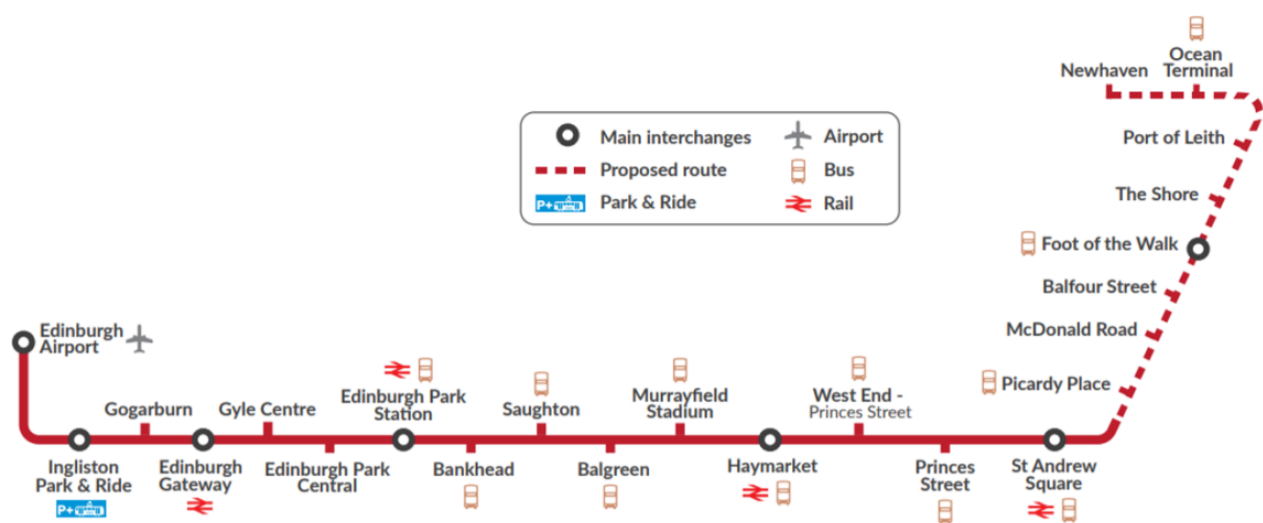 Ocean
Newhaven Terminal
Main interchanges
Airport
Proposed route
Bus
P+ Park & Ride
Rail
Port of Leith
The Shore
Foot of the Walk
Balfour Street
McDonald Road
Picardy Place
Edinburgh
Airport
Gogarburn
Gyle Centre
Edinburgh Park
Station
Saughton
Murrayfield
Stadium
West End -
Princes Street
Ingliston
Park & Ride
P+
Edinburgh
Gateway
Edinburgh Park
Central
Bankhead
Balgreen
Haymarket
Princes
Street
St Andrew
Square